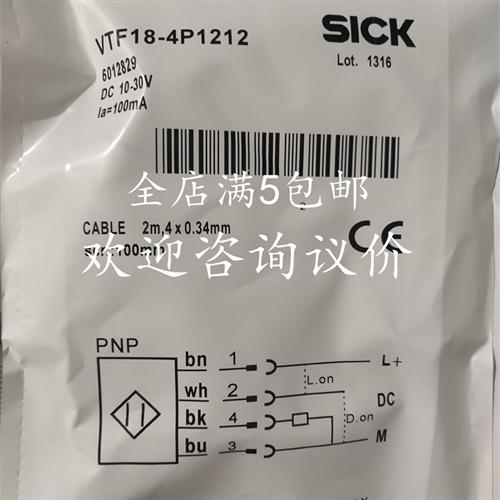 VTF18-4P1212
SICK
6012829
Lot. 1316
DC 10-30V
Ia=100mA
全店满5包邮
2
CABLE 2m,4 x 0.34mm
CE
欢迎咨询议价
PNP
bn 1 L+
L.on
wh 2 DC
bk 4 D.on
bu 3 M